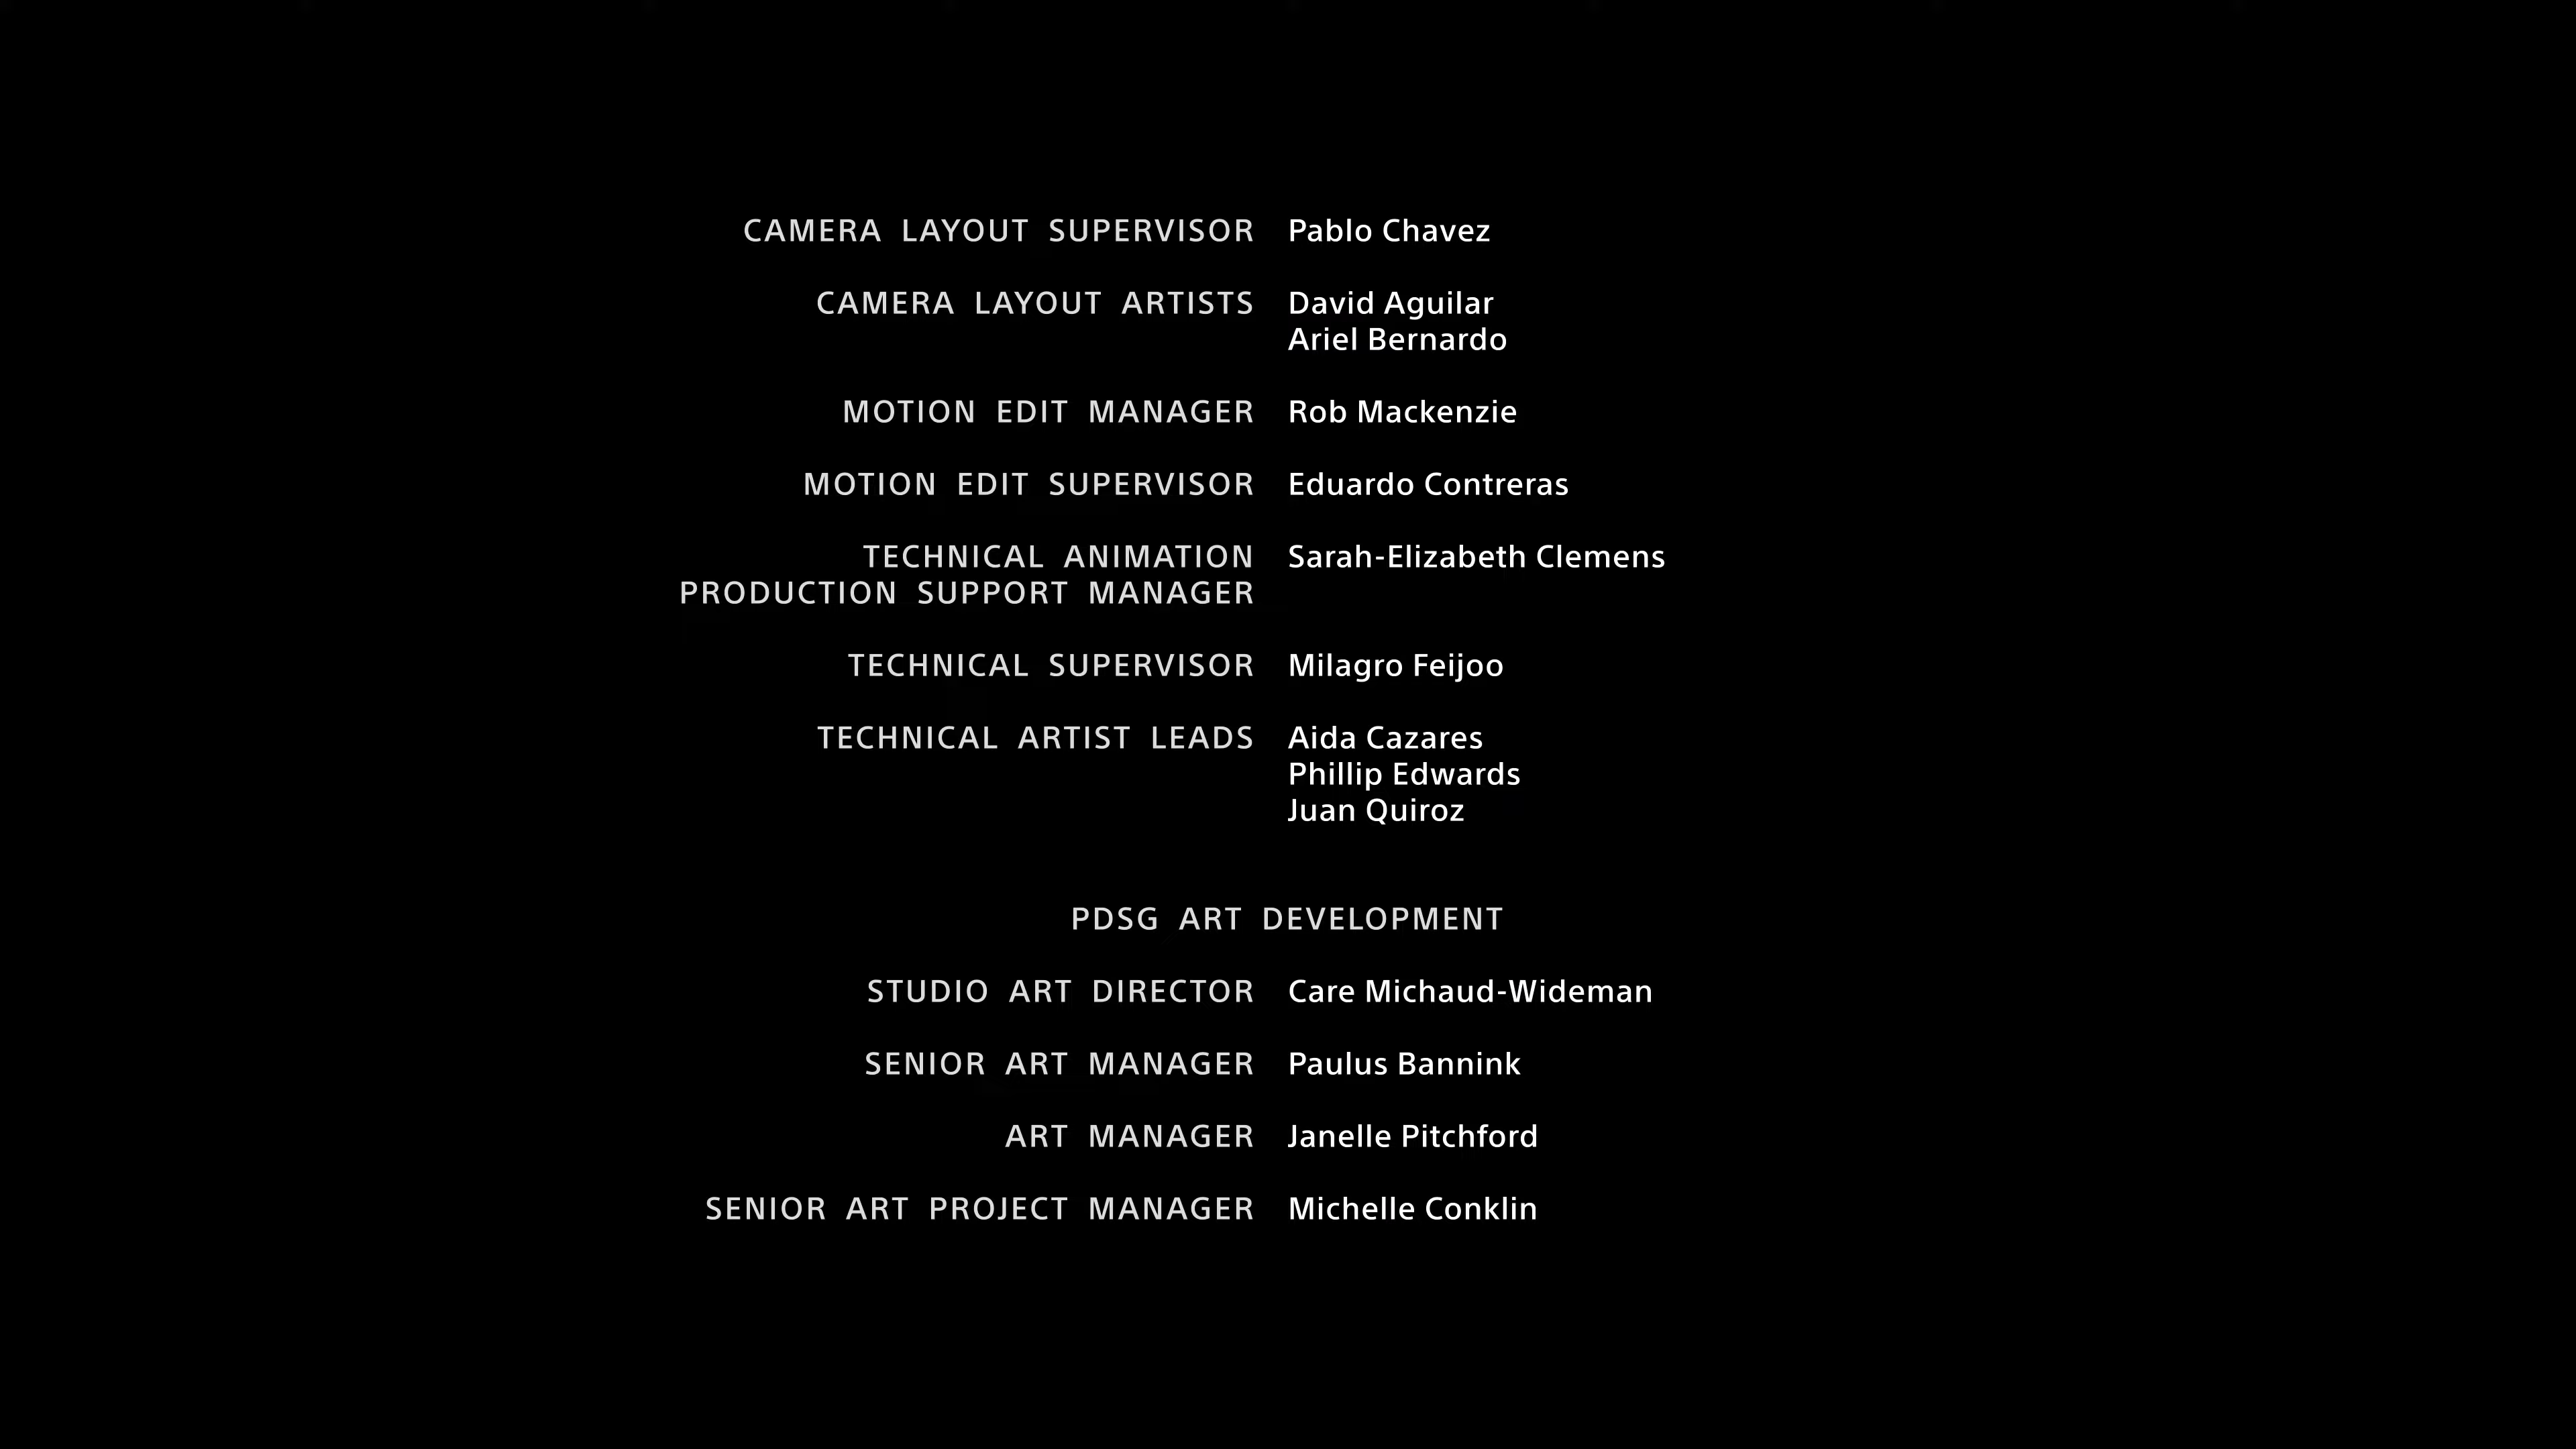 CAMERA LAYOUT SUPERVISOR Pablo Chavez
CAMERA LAYOUT ARTISTS David Aguilar
Ariel Bernardo
MOTION EDIT MANAGER Rob Mackenzie
MOTION EDIT SUPERVISOR Eduardo Contreras
TECHNICAL ANIMATION Sarah-Elizabeth Clemens
PRODUCTION SUPPORT MANAGER
TECHNICAL SUPERVISOR Milagro Feijoo
TECHNICAL ARTIST LEADS Aida Cazares
Phillip Edwards
Juan Quiroz
PDSG ART DEVELOPMENT
STUDIO ART DIRECTOR Care Michaud-Wideman
SENIOR ART MANAGER Paulus Bannink
ART MANAGER Janelle Pitchford
SENIOR ART PROJECT MANAGER Michelle Conklin